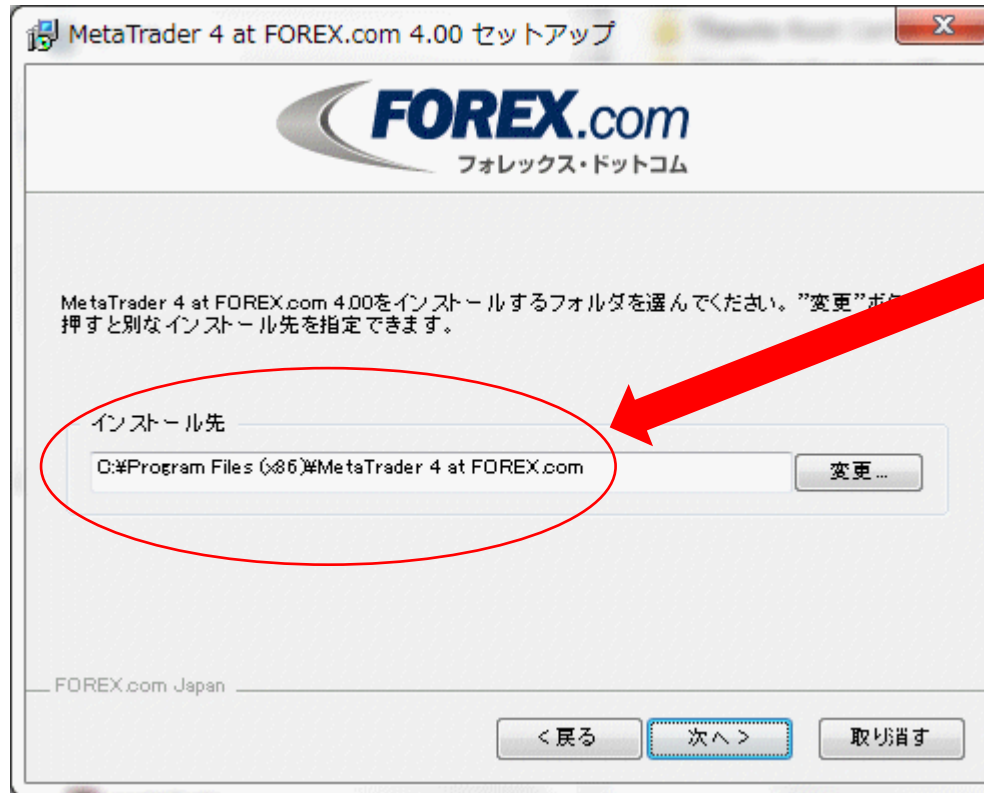 MetaTrader 4 at FOREX.com 4.00 セットアップ
FOREX.com
フォレックス・ドットコム
MetaTrader 4 at FOREX.com 4.00をインストールするフォルダを選んでください。”変更”ボ
押すと別なインストール先を指定できます。
インストール先
C:¥Program Files (x86)¥MetaTrader 4 at FOREX.com
変更...
FOREX.com Japan
< 戻る
次へ >
取り消す